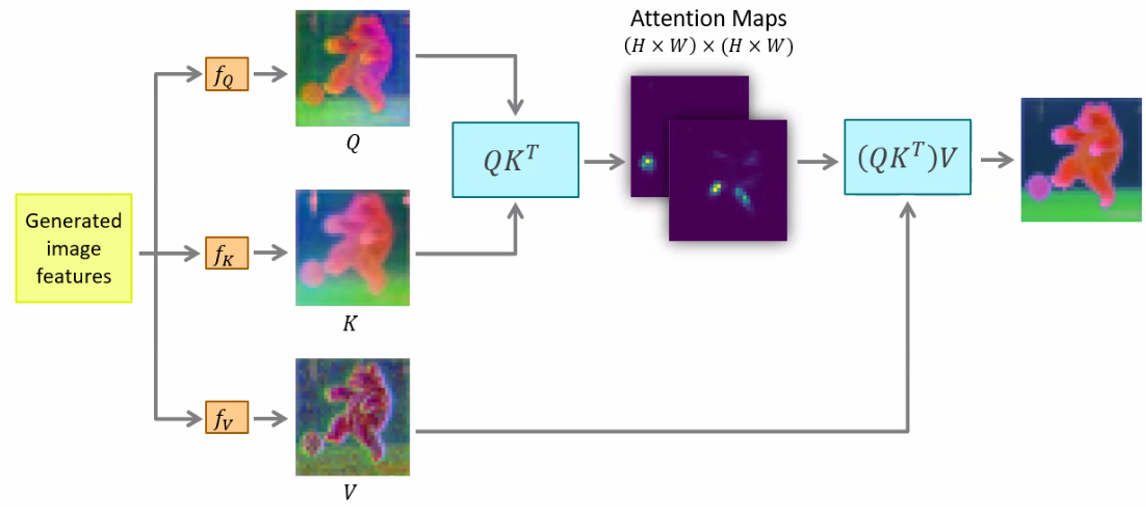 Attention Maps
(H × W) × (H × W)
f_Q
Q
QK^T
(QK^T)V
Generated
image
features
f_K
K
f_V
V